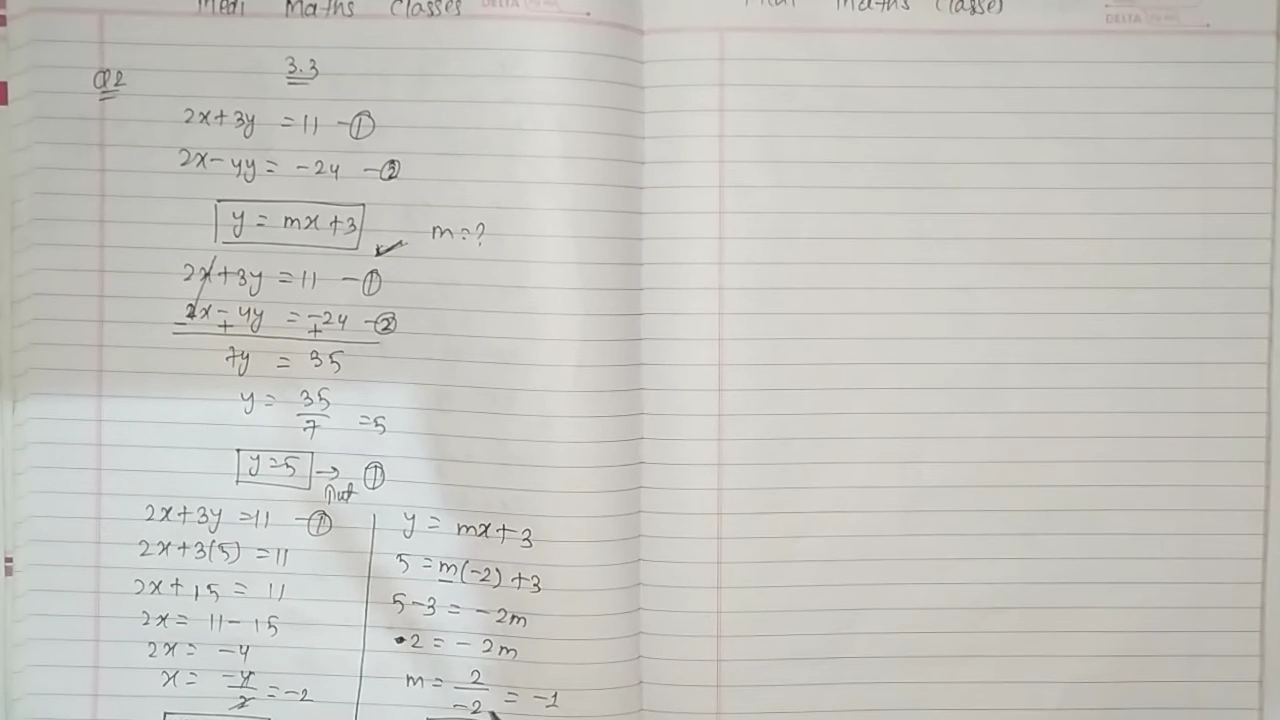 Medi Maths Classes DELTA
Maths Classes
DELTA
Q2 3.3
2x+3y = 11 - ①
2x-4y = -24 - ②
y = mx+3 m=?
2x+3y = 11 - ①
2x-4y = -24 - ②
- + +
7y = 35
y = 35/7 = 5
y=5 → ①
Put
2x+3y = 11 - ①
2x+3(5) = 11
2x+15 = 11
2x = 11-15
2x = -4
x = -4/2 = -2
y = mx+3
5 = m(-2)+3
5-3 = -2m
2 = -2m
m = 2/-2 = -1